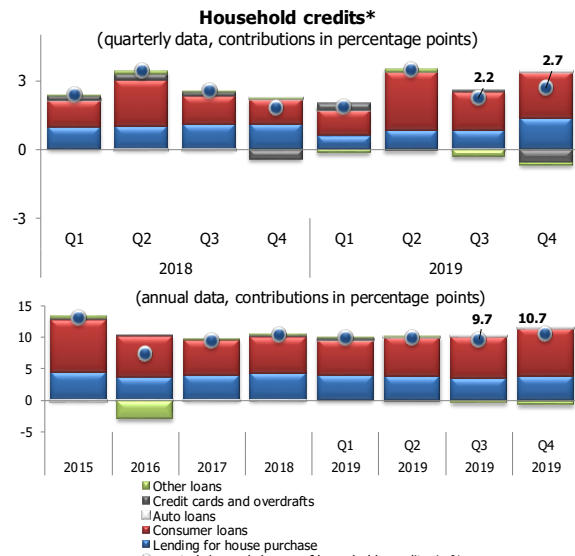 Household credits*
(quarterly data, contributions in percentage points)
3
0
-3
2.2
2.7
Q1 Q2 Q3 Q4 Q1 Q2 Q3 Q4
2018 2019
(annual data, contributions in percentage points)
15
10
5
0
-5
9.7 10.7
Q1 Q2 Q3 Q4
2015 2016 2017 2018 2019 2019 2019 2019
Other loans
Credit cards and overdrafts
Auto loans
Consumer loans
Lending for house purchase